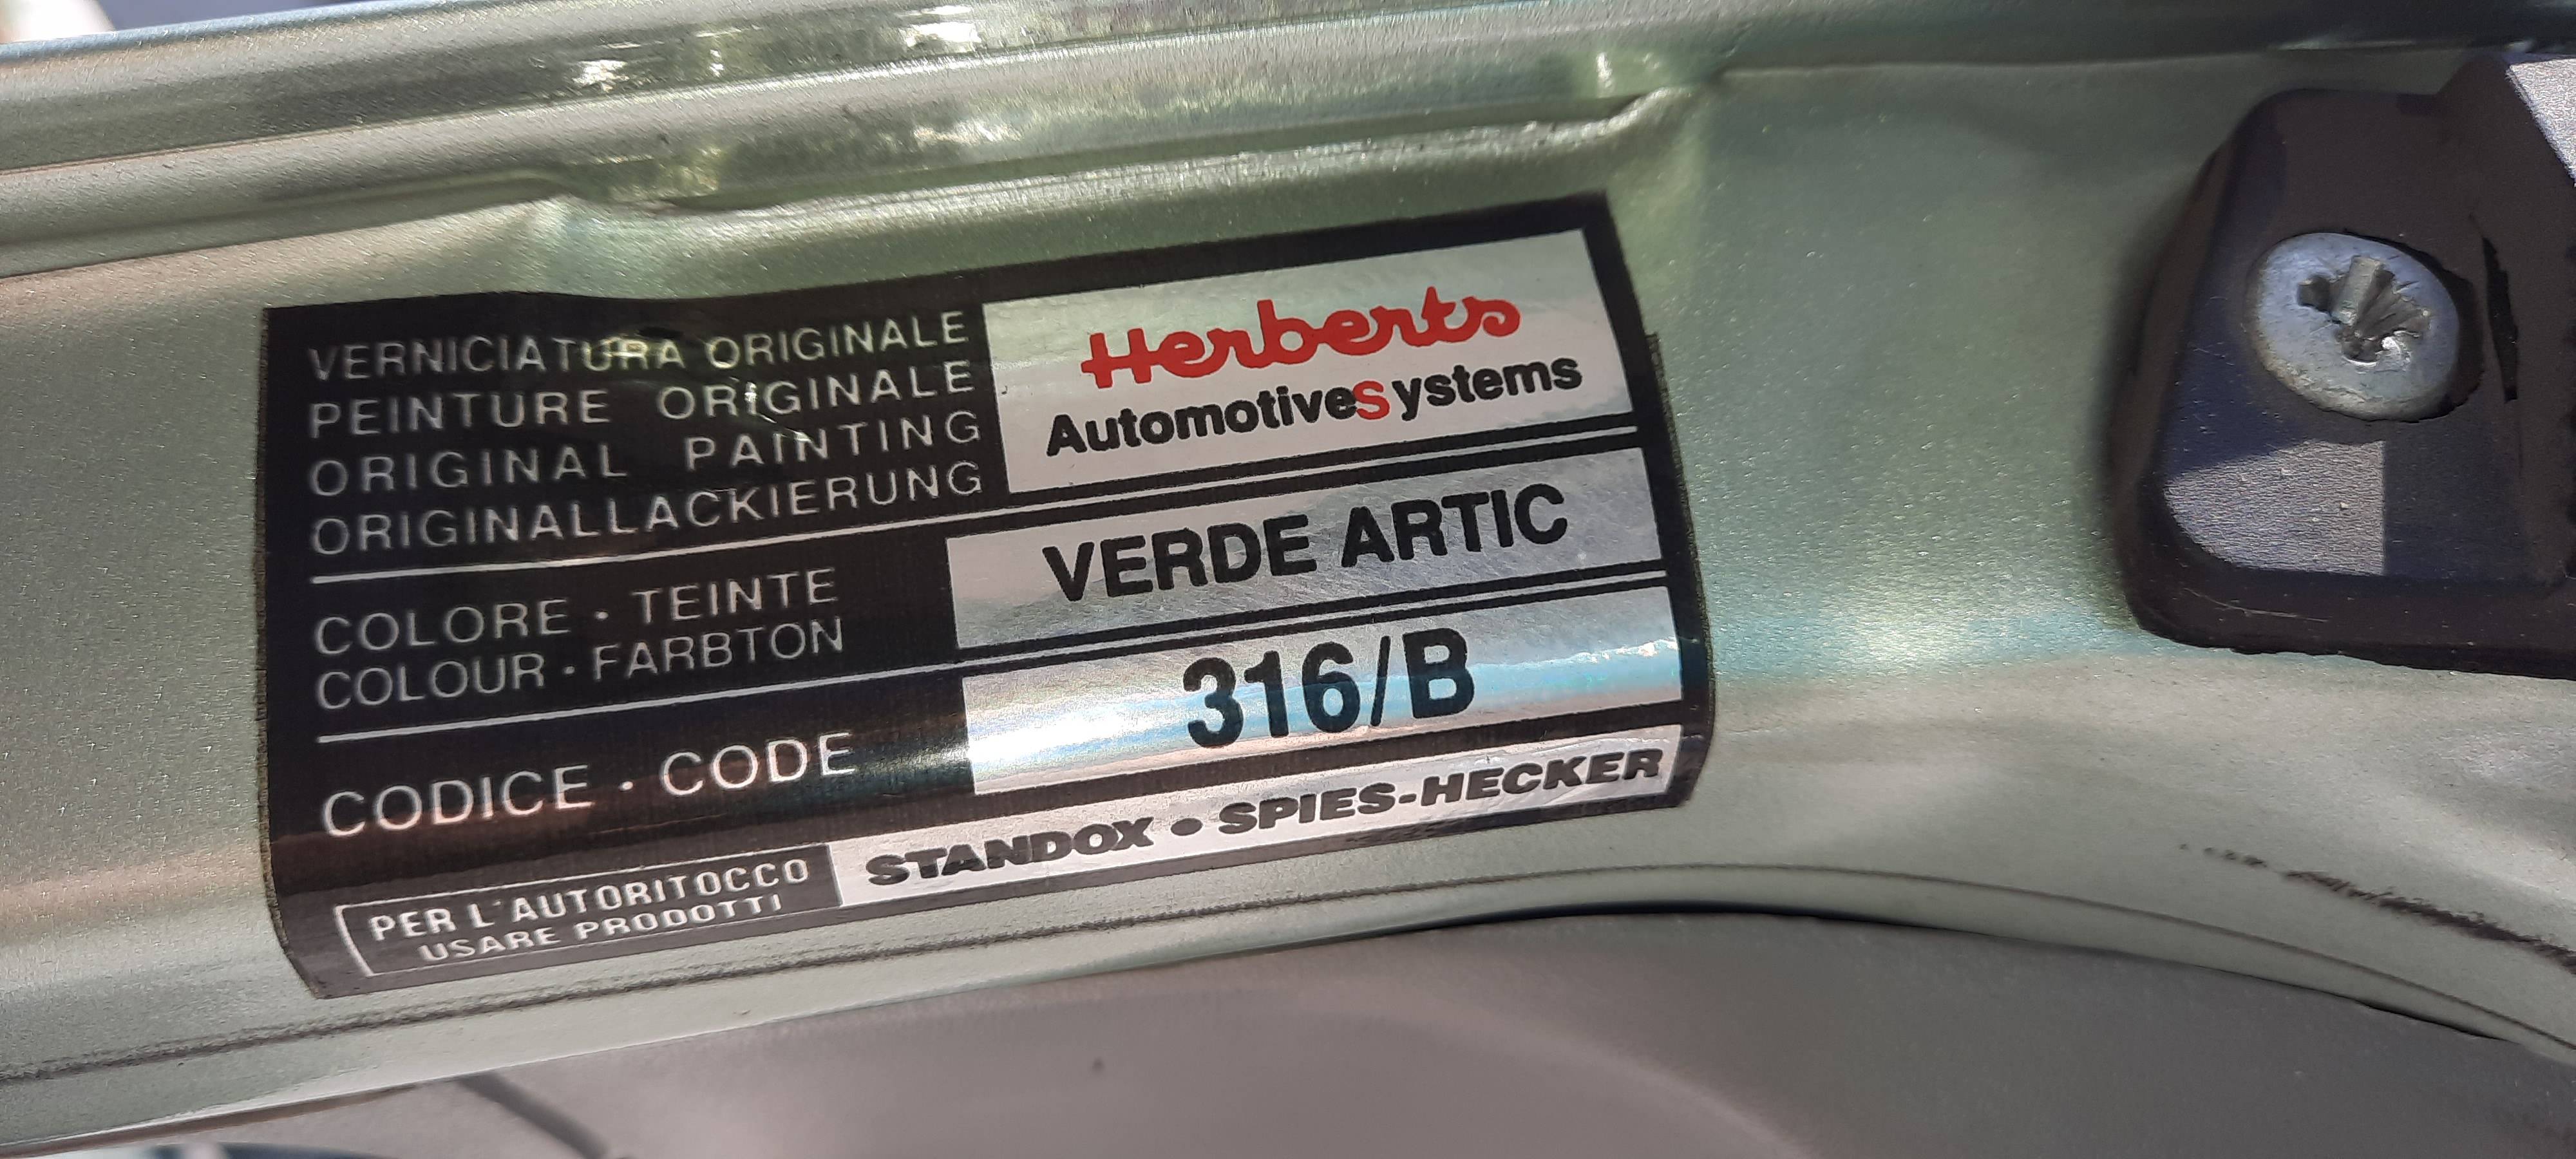 VERNICIATURA ORIGINALE
PEINTURE ORIGINALE
ORIGINAL PAINTING
ORIGINALLACKIERUNG
Herberts
AutomotiveSystems
COLORE · TEINTE
COLOUR · FARBTON
VERDE ARTIC
CODICE · CODE
316/B
PER L'AUTORITOCCO
USARE PRODOTTI
STANDOX • SPIES-HECKER